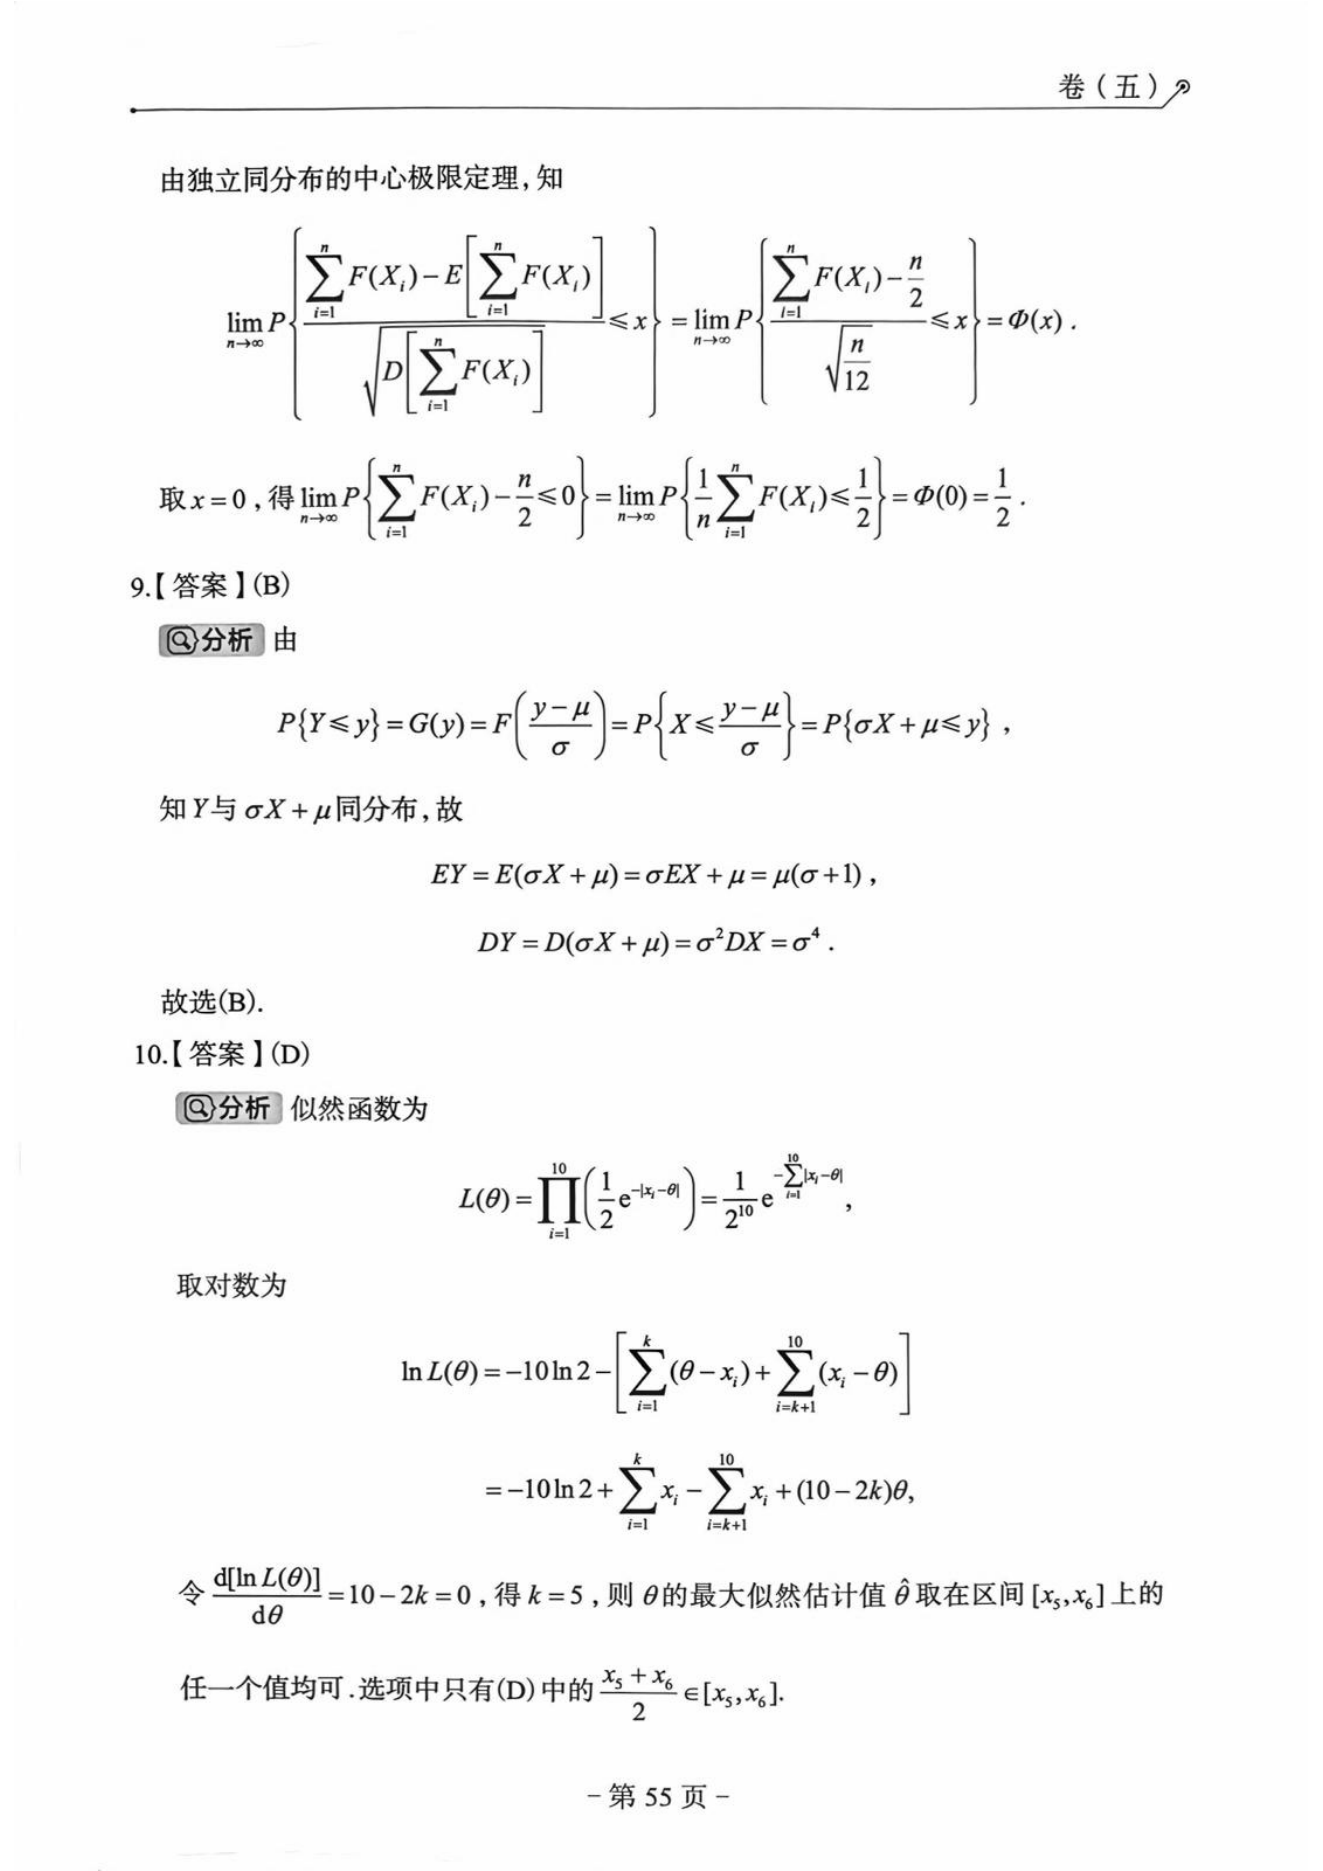 卷(五)
由独立同分布的中心极限定理,知
$\lim_{n\to\infty} P\left\{\frac{\sum_{i=1}^{n}F(X_i)-E\left[\sum_{i=1}^{n}F(X_i)\right]}{\sqrt{D\left[\sum_{i=1}^{n}F(X_i)\right]}}\leqslant x\right\}=\lim_{n\to\infty} P\left\{\frac{\sum_{i=1}^{n}F(X_i)-\frac{n}{2}}{\sqrt{\frac{n}{12}}}\leqslant x\right\}=\Phi(x).$
取 $x=0$,得 $\lim_{n\to\infty} P\left\{\sum_{i=1}^{n}F(X_i)-\frac{n}{2}\leqslant 0\right\}=\lim_{n\to\infty} P\left\{\frac{1}{n}\sum_{i=1}^{n}F(X_i)\leqslant\frac{1}{2}\right\}=\Phi(0)=\frac{1}{2}.$
9.【答案】(B)
分析 由
$P\{Y\leqslant y\}=G(y)=F\left(\frac{y-\mu}{\sigma}\right)=P\left\{X\leqslant\frac{y-\mu}{\sigma}\right\}=P\{\sigma X+\mu\leqslant y\},$
知 $Y$ 与 $\sigma X+\mu$ 同分布,故
$EY=E(\sigma X+\mu)=\sigma EX+\mu=\mu(\sigma+1),$
$DY=D(\sigma X+\mu)=\sigma^2 DX=\sigma^4.$
故选(B).
10.【答案】(D)
分析 似然函数为
$L(\theta)=\prod_{i=1}^{10}\left(\frac{1}{2}e^{-|x_i-\theta|}\right)=\frac{1}{2^{10}}e^{-\sum_{i=1}^{10}|x_i-\theta|},$
取对数为
$\ln L(\theta)=-10\ln 2-\left[\sum_{i=1}^{k}(\theta-x_i)+\sum_{i=k+1}^{10}(x_i-\theta)\right]$
$=-10\ln 2+\sum_{i=1}^{k}x_i-\sum_{i=k+1}^{10}x_i+(10-2k)\theta,$
令 $\frac{d[\ln L(\theta)]}{d\theta}=10-2k=0$,得 $k=5$,则 $\theta$ 的最大似然估计值 $\hat{\theta}$ 取在区间 $[x_5,x_6]$ 上的
任一个值均可.选项中只有(D)中的 $\frac{x_5+x_6}{2}\in[x_5,x_6].$
- 第 55 页 -